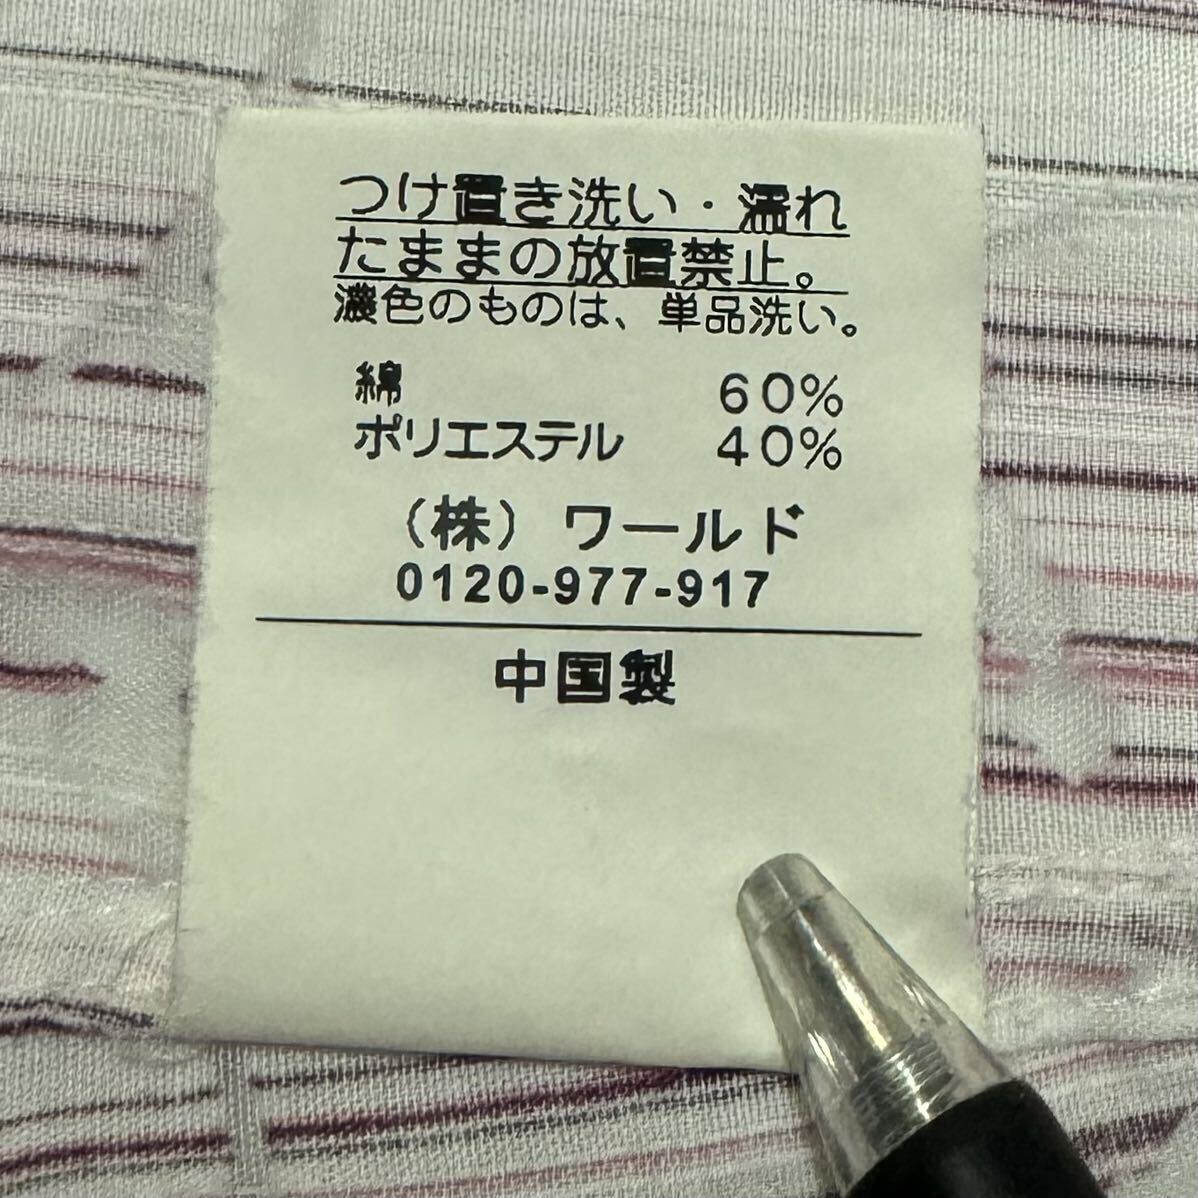 つけ置き洗い・濡れ
たままの放置禁止。
濃色のものは、単品洗い。
綿 60%
ポリエステル 40%
（株）ワールド
0120-977-917
中国製